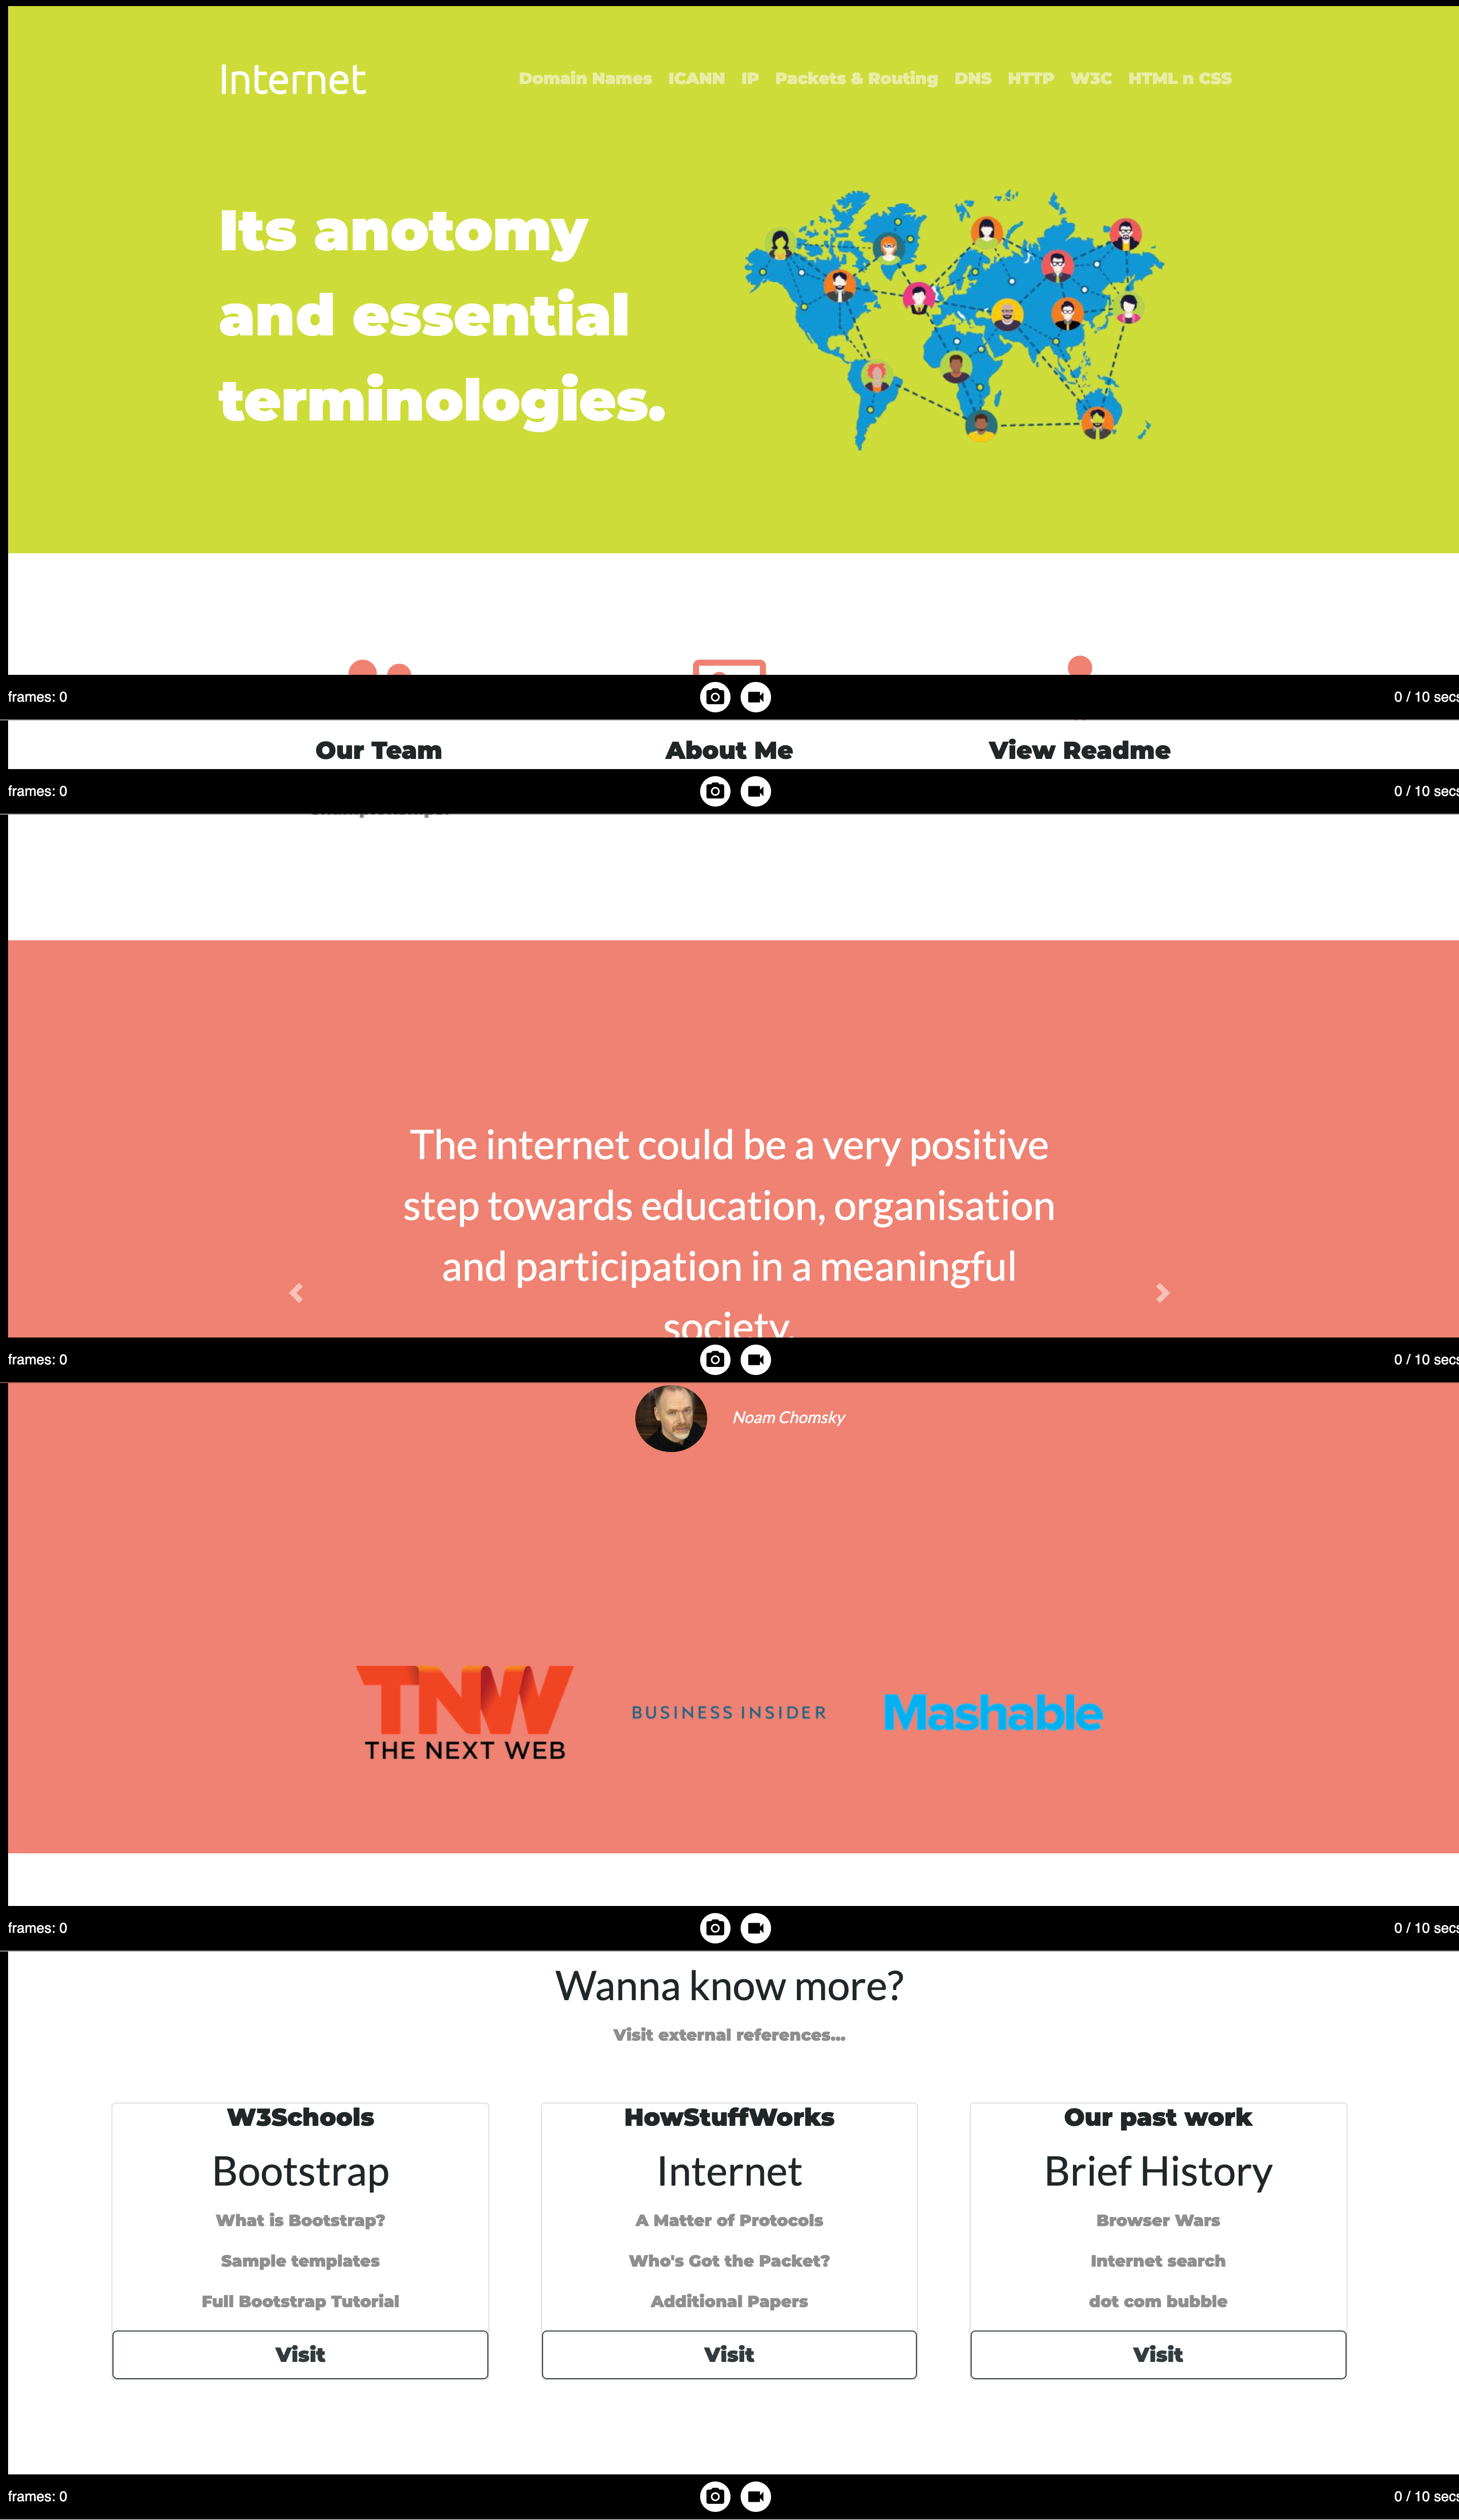 Internet
Domain Names ICANN IP Packets & Routing DNS HTTP W3C HTML n CSS
Its anotomy
and essential
terminologies.
frames: 0
0 / 10 secs
Our Team About Me View Readme
frames: 0
0 / 10 secs
The internet could be a very positive
step towards education, organisation
and participation in a meaningful
society.
frames: 0
0 / 10 secs
Noam Chomsky
TNW
THE NEXT WEB
BUSINESS INSIDER
Mashable
frames: 0
0 / 10 secs
Wanna know more?
Visit external references...
W3Schools
Bootstrap
What is Bootstrap?
Sample templates
Full Bootstrap Tutorial
Visit
HowStuffWorks
Internet
A Matter of Protocols
Who's Got the Packet?
Additional Papers
Visit
Our past work
Brief History
Browser Wars
Internet search
dot com bubble
Visit
frames: 0
0 / 10 secs